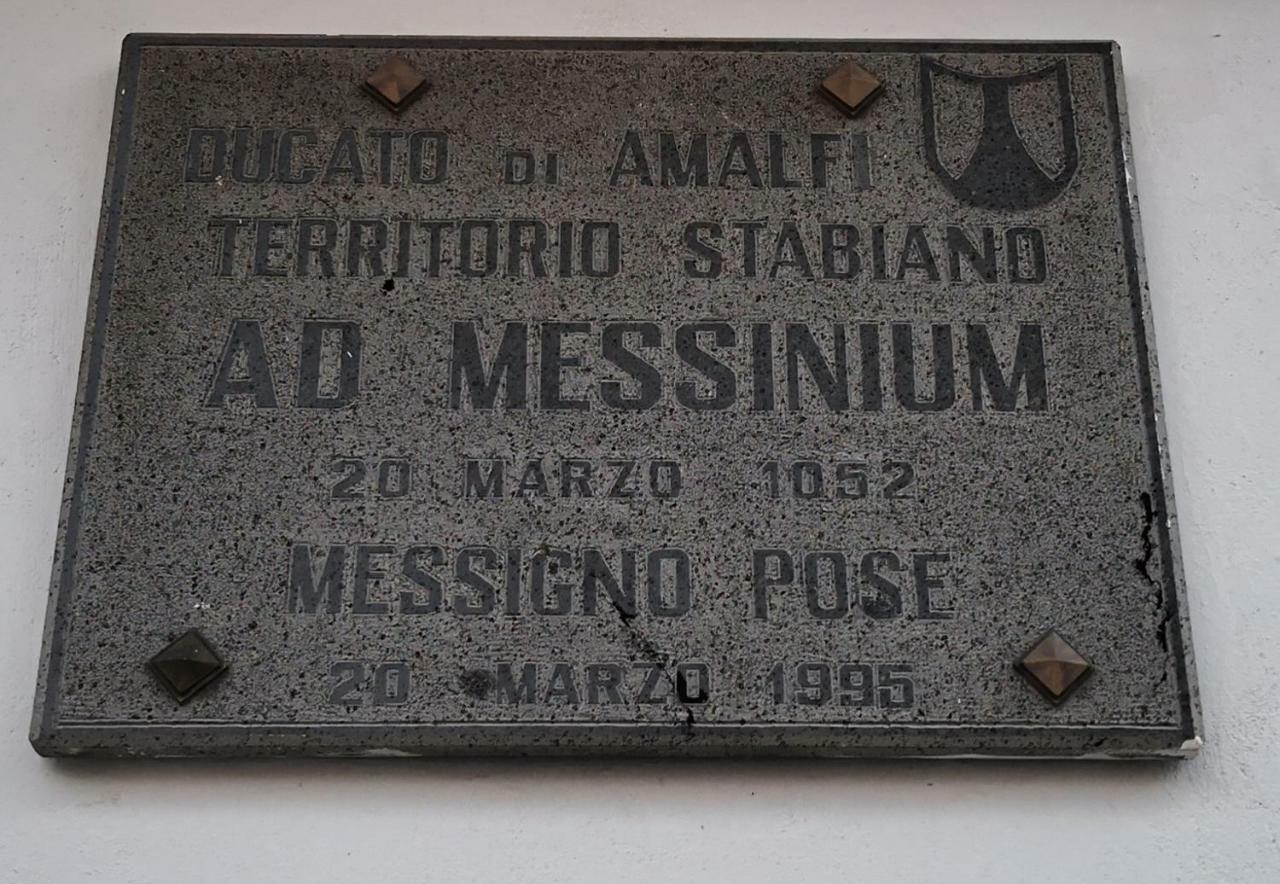 DUCATO DI AMALFI
TERRITORIO STABIANO
AD MESSINIUM
20 MARZO 1052
MESSIGNO POSE
20 MARZO 1995